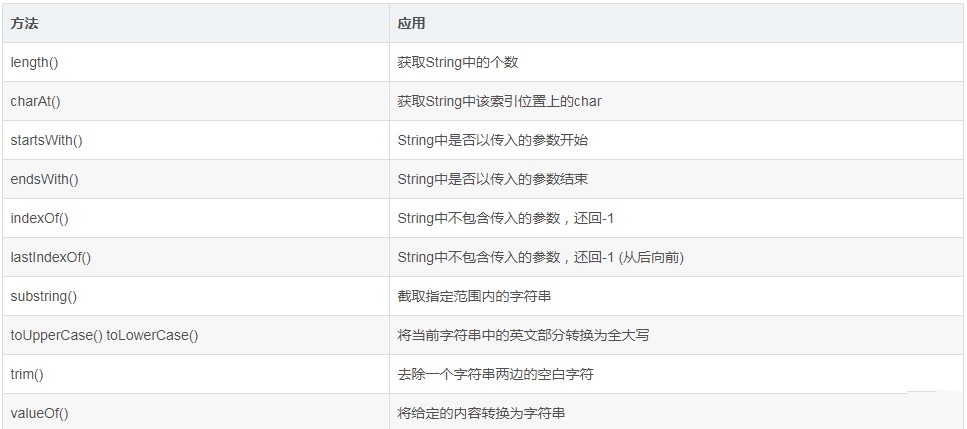 方法 应用
length() 获取String中的个数
charAt() 获取String中该索引位置上的char
startsWith() String中是否以传入的参数开始
endsWith() String中是否以传入的参数结束
indexOf() String中不包含传入的参数，还回-1
lastIndexOf() String中不包含传入的参数，还回-1 (从后向前)
substring() 截取指定范围内的字符串
toUpperCase() toLowerCase() 将当前字符串中的英文部分转换为全大写
trim() 去除一个字符串两边的空白字符
valueOf() 将给定的内容转换为字符串